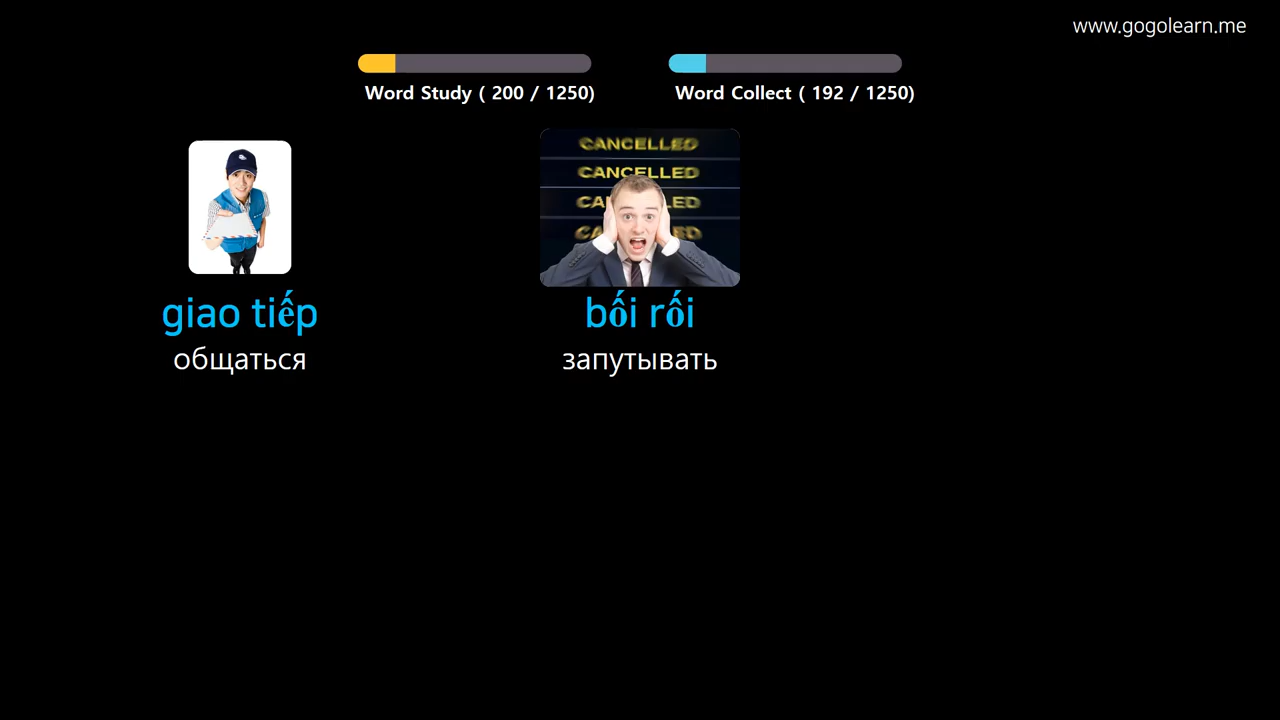 www.gogolearn.me
Word Study ( 200 / 1250)
Word Collect ( 192 / 1250)
CANCELLED
CANCELLED
giao tiếp
bối rối
общаться
запутывать